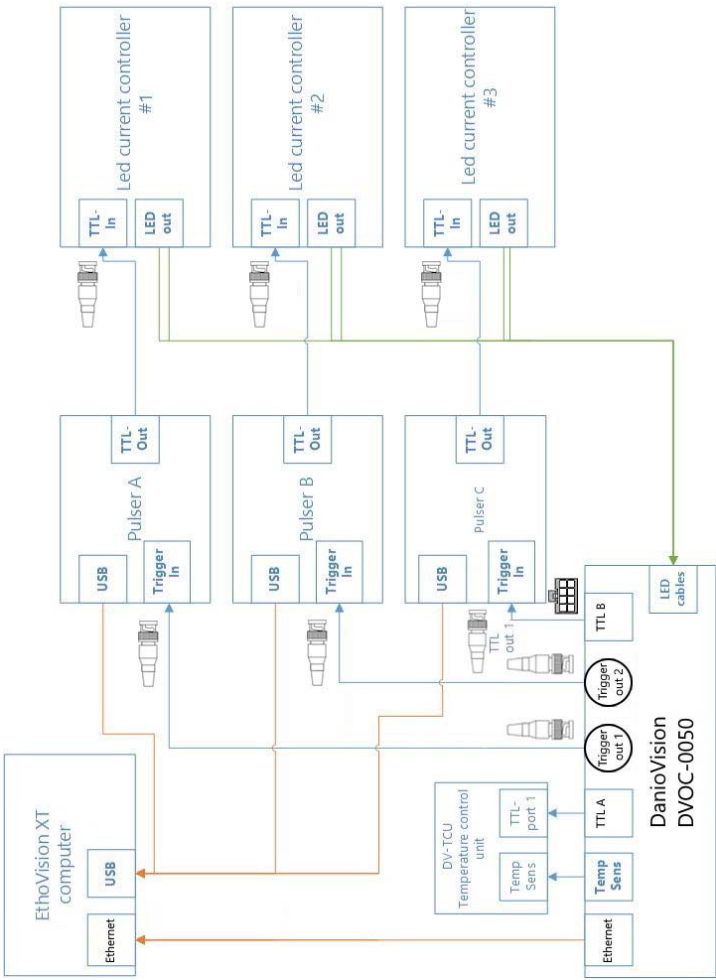 EthoVision XT
computer
Ethernet
USB
Pulser A
USB
Trigger
In
TTL-
Out
Led current controller
#1
TTL-
In
LED
out
Pulser B
USB
Trigger
In
TTL-
Out
Led current controller
#2
TTL-
In
LED
out
Pulser C
USB
Trigger
In
TTL-
Out
TTL
out 1
Led current controller
#3
TTL-
In
LED
out
DV-TCU
Temperature control
unit
Temp
Sens
TTL-
port 1
Ethernet
Temp
Sens
TTL A
Trigger
out 1
Trigger
out 2
TTL B
LED
cables
DanioVision
DVOC-0050